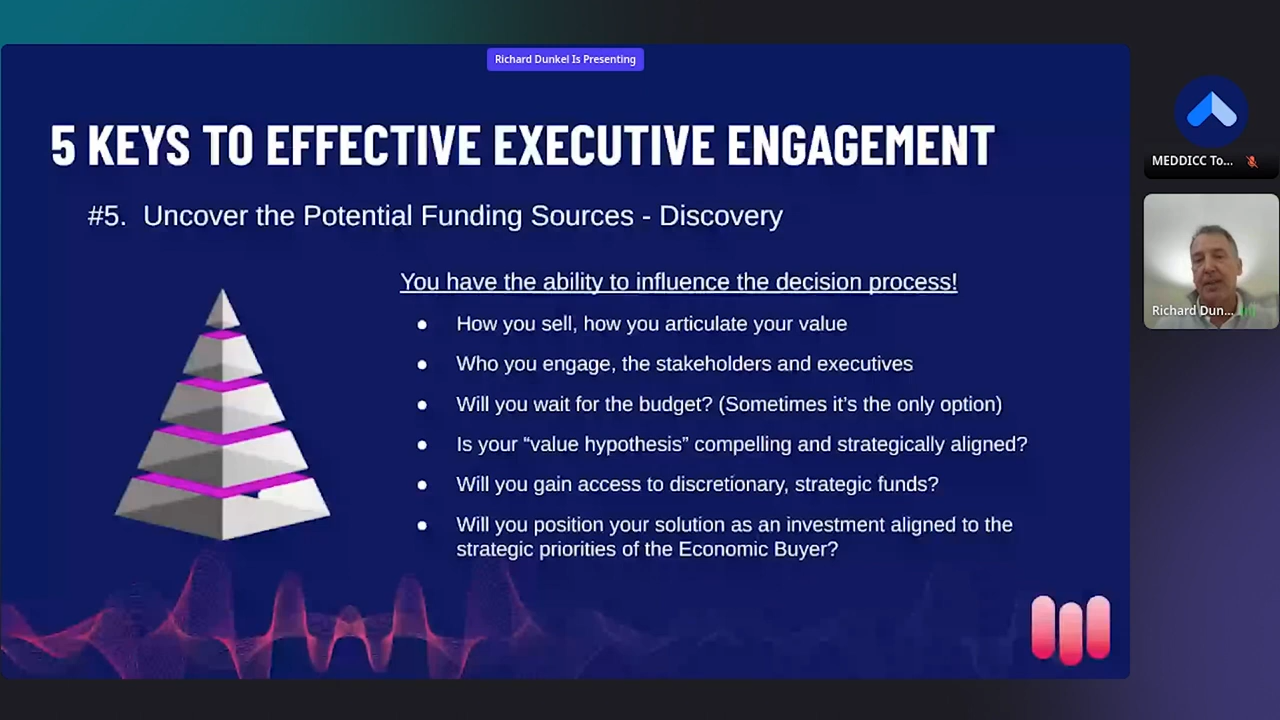 Richard Dunkel Is Presenting
5 KEYS TO EFFECTIVE EXECUTIVE ENGAGEMENT
#5. Uncover the Potential Funding Sources - Discovery
You have the ability to influence the decision process!
● How you sell, how you articulate your value
● Who you engage, the stakeholders and executives
● Will you wait for the budget? (Sometimes it’s the only option)
● Is your “value hypothesis” compelling and strategically aligned?
● Will you gain access to discretionary, strategic funds?
● Will you position your solution as an investment aligned to the
strategic priorities of the Economic Buyer?
MEDDICC To...
Richard Dun...